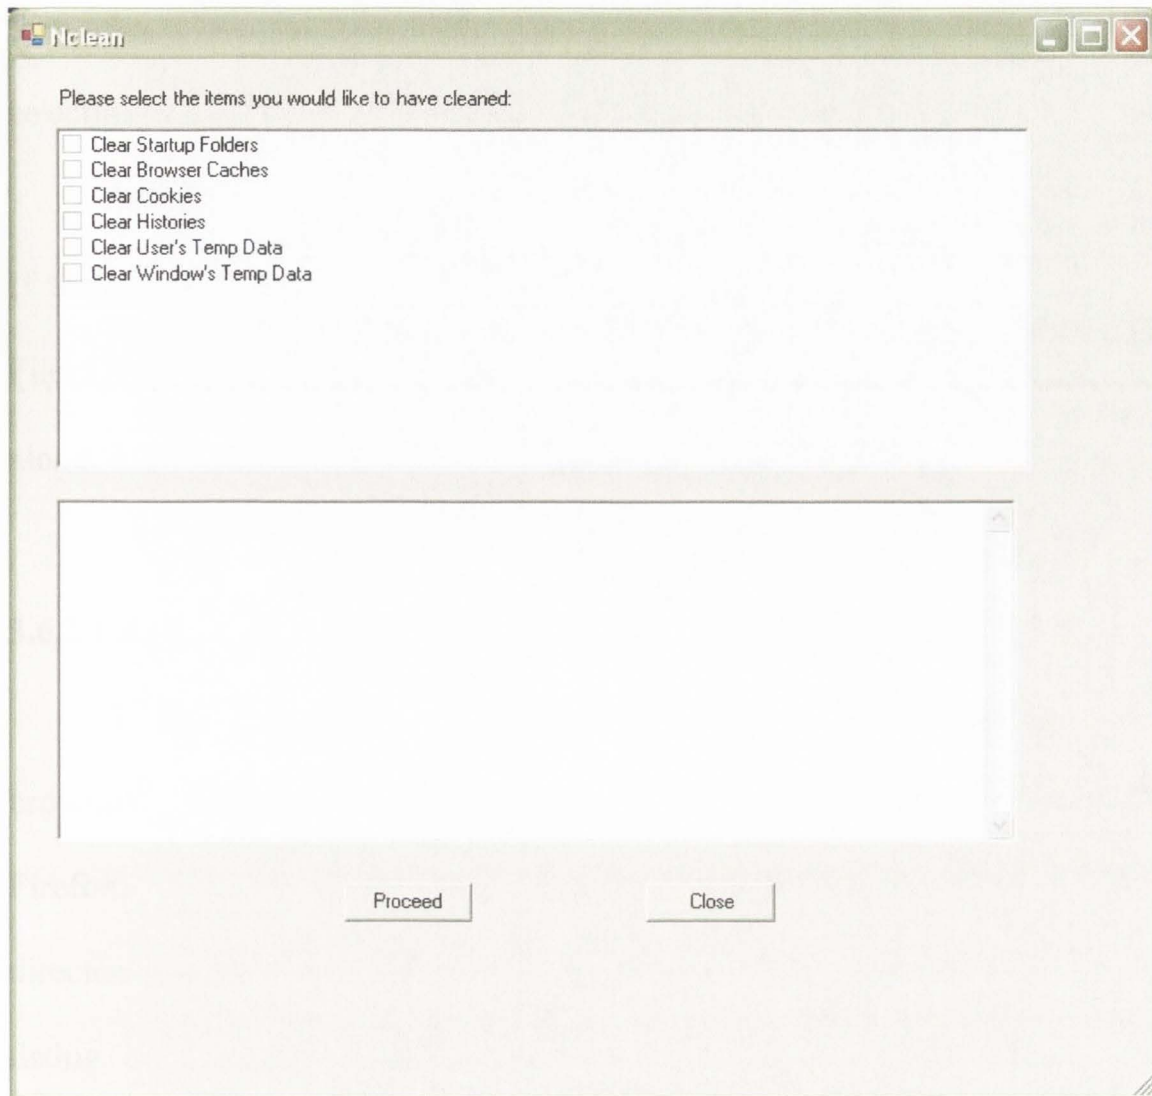 Nclean
Please select the items you would like to have cleaned:
Clear Startup Folders
Clear Browser Caches
Clear Cookies
Clear Histories
Clear User's Temp Data
Clear Window's Temp Data
Proceed
Close